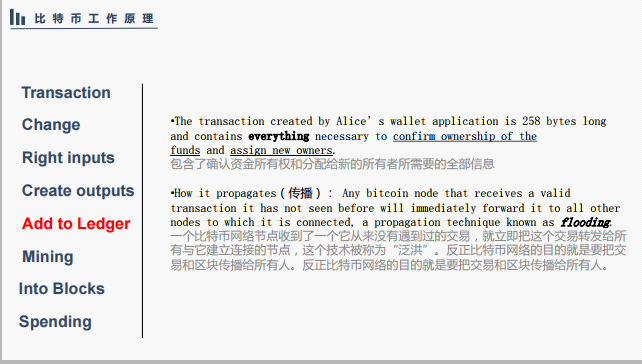 比特币工作原理
Transaction
Change
Right inputs
Create outputs
Add to Ledger
Mining
Into Blocks
Spending
•The transaction created by Alice’s wallet application is 258 bytes long
and contains everything necessary to confirm ownership of the
funds and assign new owners.
包含了确认资金所有权和分配给新的所有者所需要的全部信息
•How it propagates（传播）： Any bitcoin node that receives a valid
transaction it has not seen before will immediately forward it to all other
nodes to which it is connected, a propagation technique known as flooding.
一个比特币网络节点收到了一个它从来没有遇到过的交易，就立即把这个交易转发给所
有与它建立连接的节点，这个技术被称为“泛洪”。反正比特币网络的目的就是要把交
易和区块传播给所有人。反正比特币网络的目的就是要把交易和区块传播给所有人。